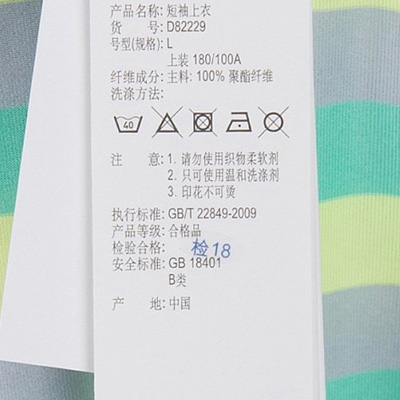 产品名称: 短袖上衣
货 号: D82229
号型(规格): L
上装 180/100A
纤维成分: 主料: 100% 聚酯纤维
洗涤方法:
40
注 意: 1. 请勿使用织物柔软剂
2. 只可使用温和洗涤剂
3. 印花不可烫
执行标准: GB/T 22849-2009
产品等级: 合格品
检验合格: 检18
安全标准: GB 18401
B类
产 地: 中国